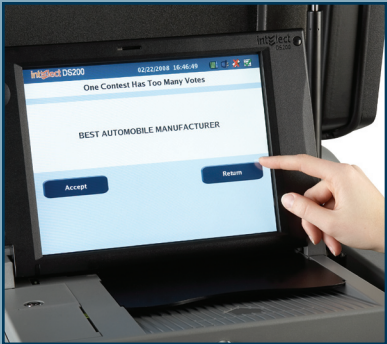 intElect
DS200
intElect DS200 02/22/2008 16:46:49
One Contest Has Too Many Votes
BEST AUTOMOBILE MANUFACTURER
Return
Accept